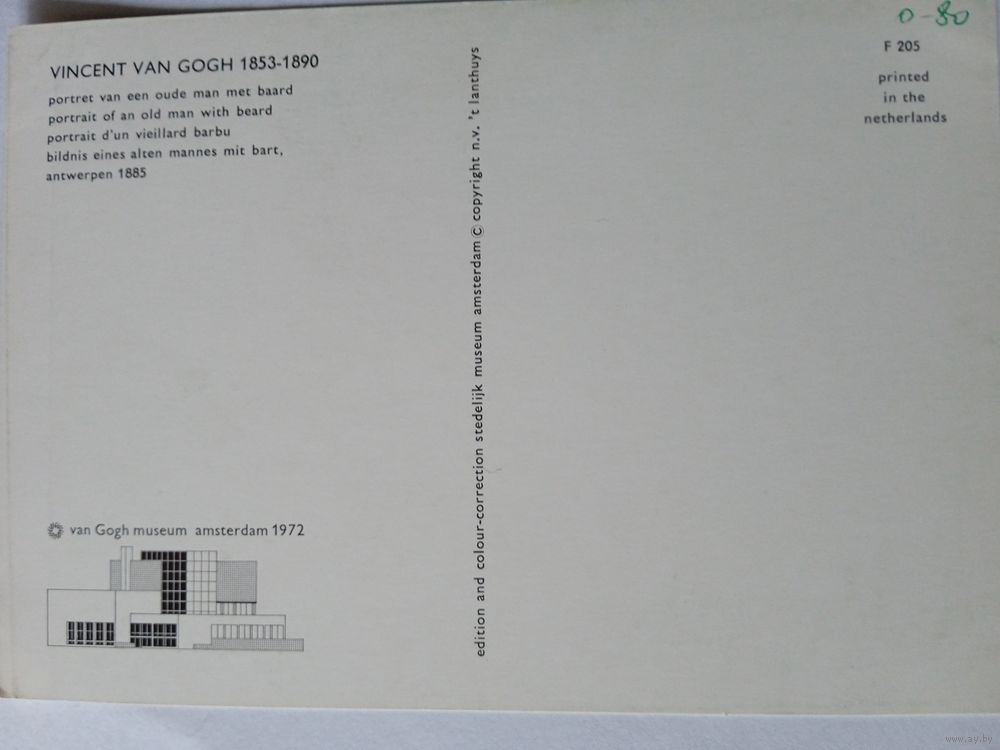 VINCENT VAN GOGH 1853-1890
portret van een oude man met baard
portrait of an old man with beard
portrait d'un vieillard barbu
bildnis eines alten mannes mit bart,
antwerpen 1885
van Gogh museum amsterdam 1972
edition and colour-correction stedelijk museum amsterdam © copyright n.v. 't lanthuys
0-80
F 205
printed
in the
netherlands
www.ay.by